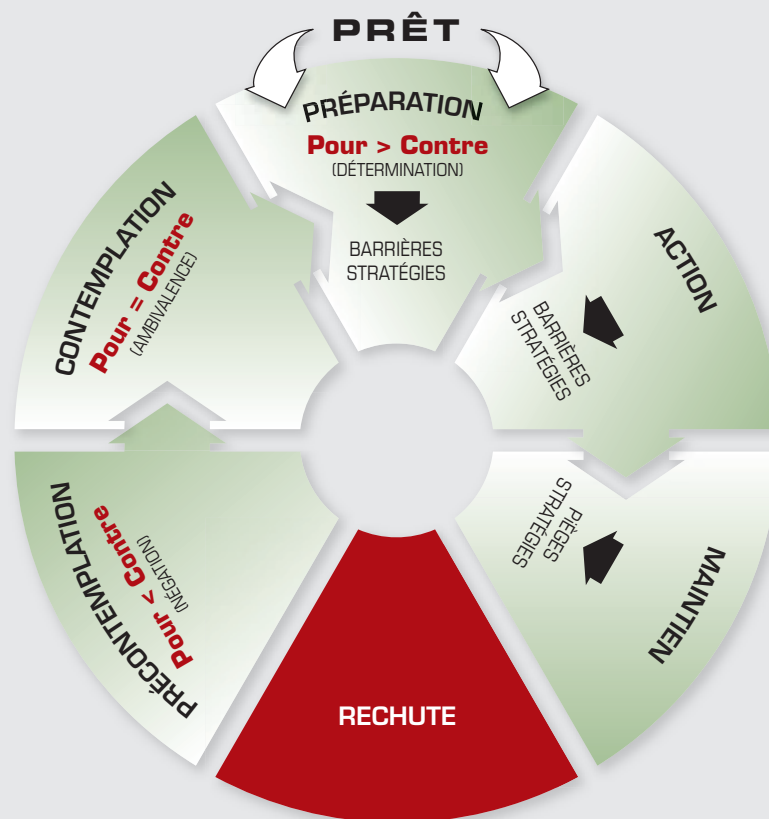 PRÊT
PRÉPARATION
Pour > Contre
(DÉTERMINATION)
BARRIÈRES
STRATÉGIES
ACTION
BARRIÈRES
STRATÉGIES
MAINTIEN
PIÈGES
STRATÉGIES
RECHUTE
PRÉCONTEMPLATION
Pour < Contre
(NÉGATION)
CONTEMPLATION
Pour = Contre
(AMBIVALENCE)